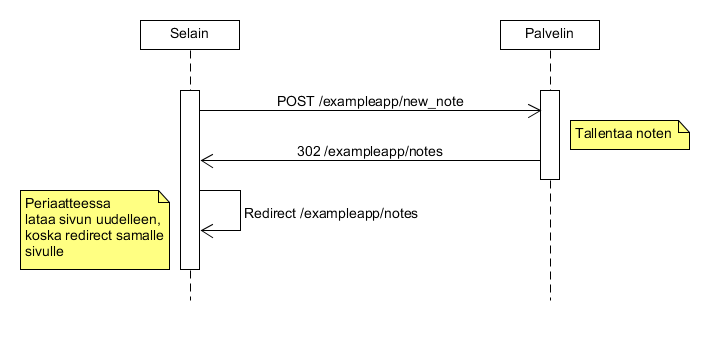 Selain
Palvelin
POST /exampleapp/new_note
Tallentaa noten
302 /exampleapp/notes
Periaatteessa
lataa sivun uudelleen,
koska redirect samalle
sivulle
Redirect /exampleapp/notes